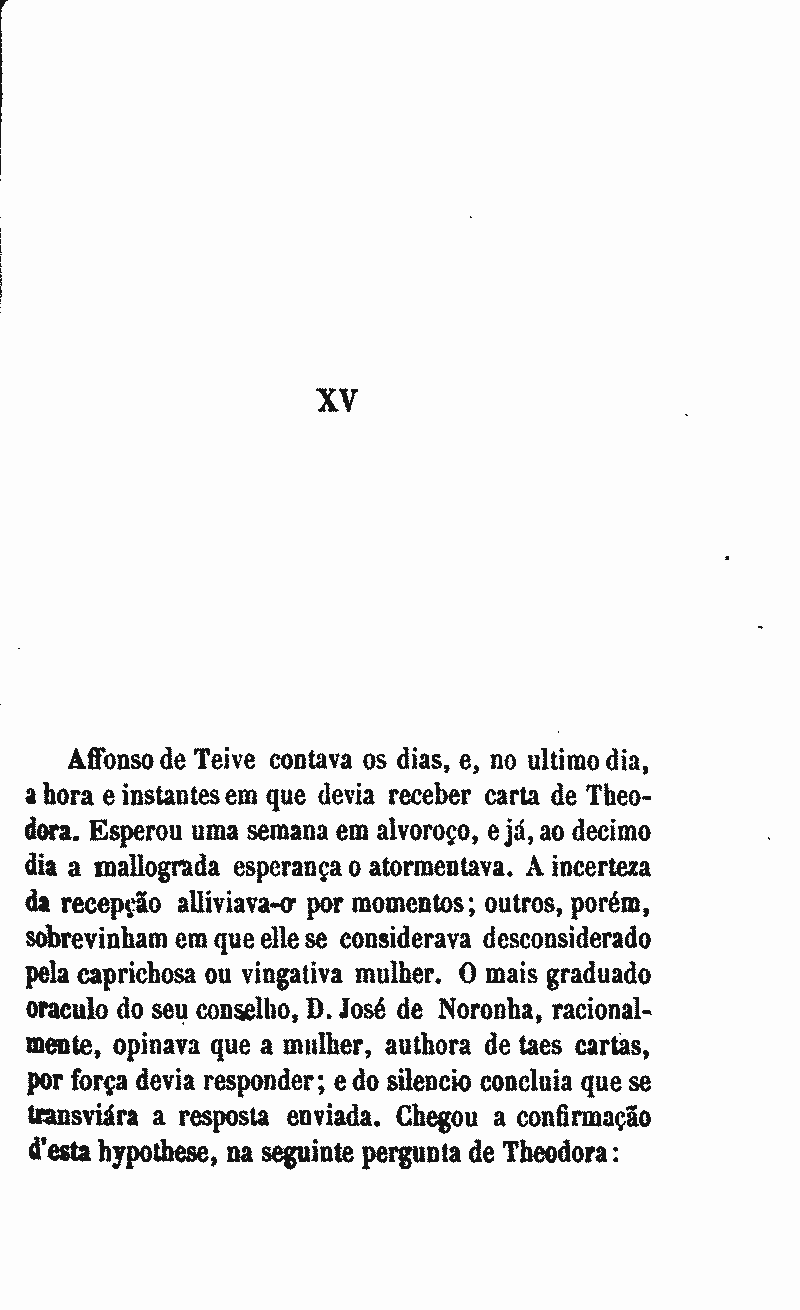 XV
Affonso de Teive contava os dias, e, no ultimo dia,
a hora e instantes em que devia receber carta de Theo-
dora. Esperou uma semana em alvoroço, e já, ao decimo
dia a mallograda esperança o atormentava. A incerteza
da recepção alliviava-o por momentos; outros, porém,
sobrevinham em que elle se considerava desconsiderado
pela caprichosa ou vingativa mulher. O mais graduado
oraculo do seu conselho, D. José de Noronha, racional-
mente, opinava que a mulher, authora de taes cartas,
por força devia responder; e do silencio concluia que se
transviára a resposta enviada. Chegou a confirmação
d'esta hypothese, na seguinte pergunta de Theodora: